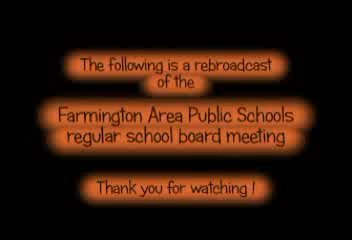 The following is a rebroadcast
of the
Farmington Area Public Schools
regular school board meeting
Thank you for watching !